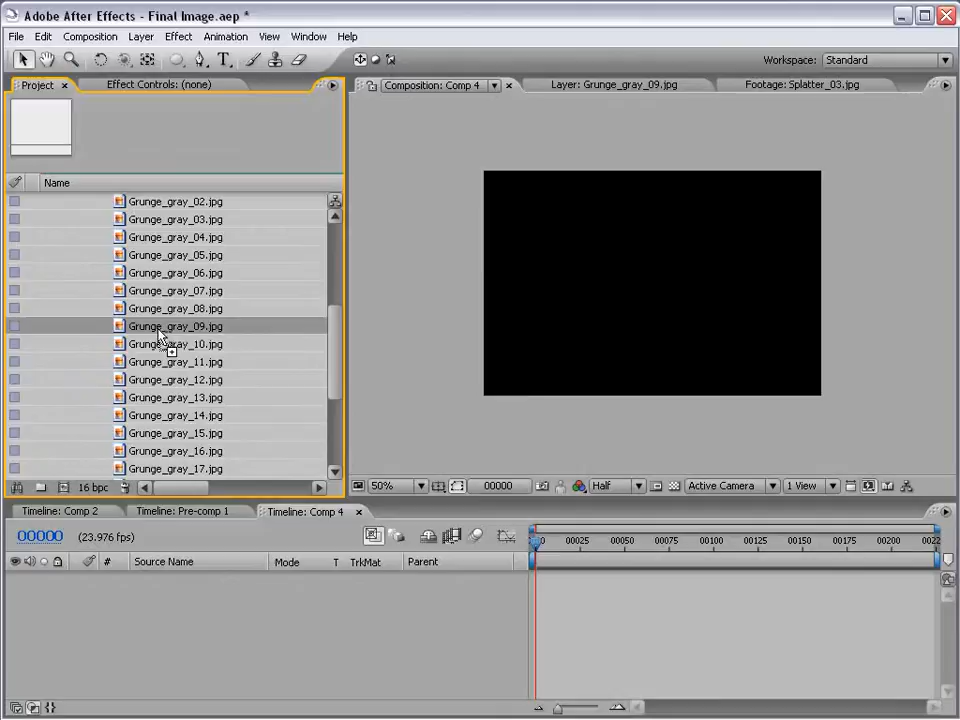 Adobe After Effects - Final Image.aep *
File Edit Composition Layer Effect Animation View Window Help
Workspace: Standard
Project Effect Controls: (none) Composition: Comp 4 Layer: Grunge_gray_09.jpg Footage: Splatter_03.jpg
Name
Grunge_gray_02.jpg
Grunge_gray_03.jpg
Grunge_gray_04.jpg
Grunge_gray_05.jpg
Grunge_gray_06.jpg
Grunge_gray_07.jpg
Grunge_gray_08.jpg
Grunge_gray_09.jpg
Grunge_gray_10.jpg
Grunge_gray_11.jpg
Grunge_gray_12.jpg
Grunge_gray_13.jpg
Grunge_gray_14.jpg
Grunge_gray_15.jpg
Grunge_gray_16.jpg
Grunge_gray_17.jpg
16 bpc 50% 00000 Half Active Camera 1 View
Timeline: Comp 2 Timeline: Pre-comp 1 Timeline: Comp 4
00000 (23.976 fps) 00025 00050 00075 00100 00125 00150 00175 00200 0022
# Source Name Mode T TrkMat Parent